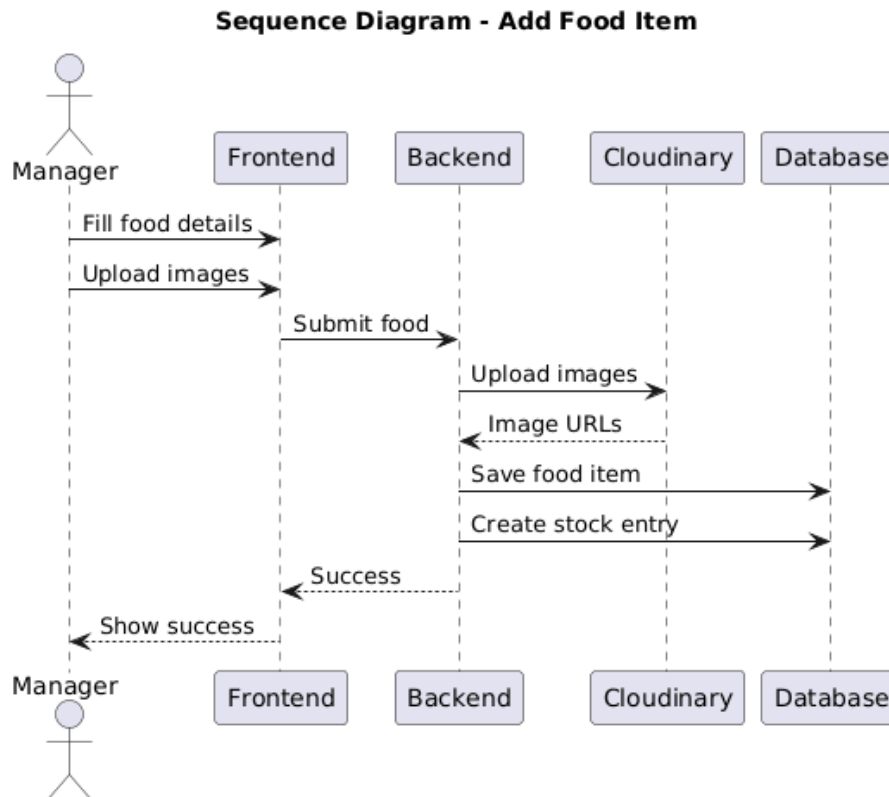 Sequence Diagram - Add Food Item
Manager
Frontend
Backend
Cloudinary
Database
Fill food details
Upload images
Submit food
Upload images
Image URLs
Save food item
Create stock entry
Success
Show success
Manager
Frontend
Backend
Cloudinary
Database